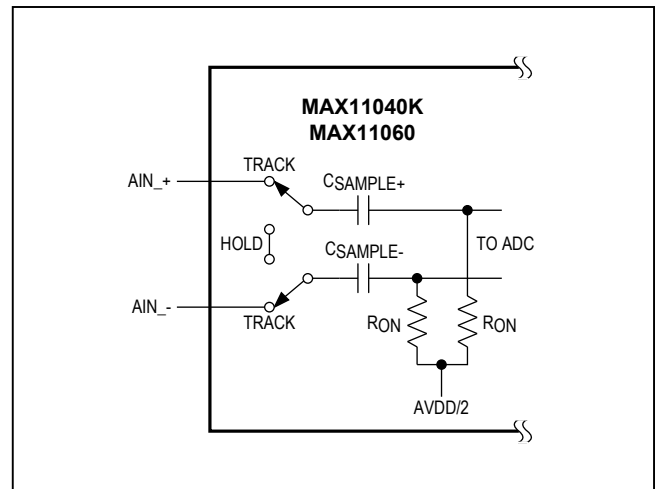 MAX11040K
MAX11060
TRACK
CSAMPLE+
AIN_+
HOLD
TO ADC
CSAMPLE-
AIN_-
TRACK
RON
RON
AVDD/2